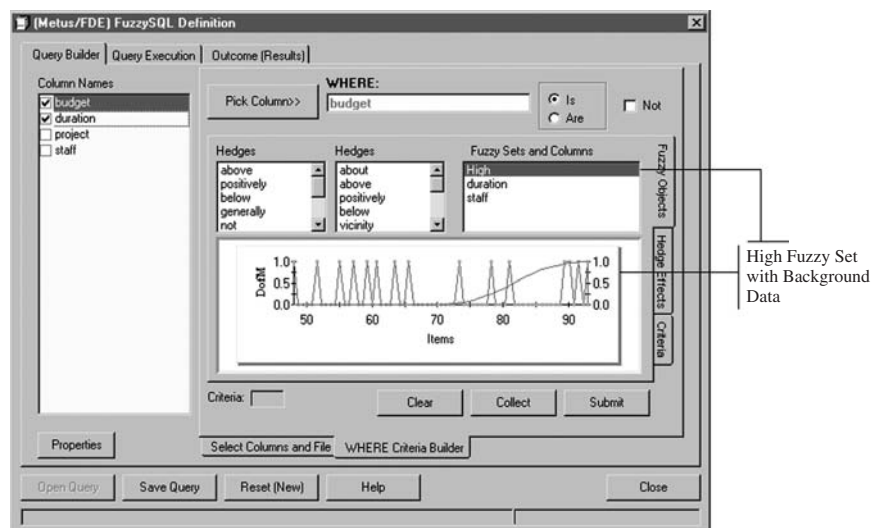 (Metus/FDE) FuzzySQL Definition
Query Builder
Query Execution
Outcome (Results)
Column Names
budget
duration
project
staff
Pick Column>>
WHERE:
budget
Is
Are
Not
Hedges
above
positively
below
generally
not
Hedges
about
above
positively
below
vicinity
Fuzzy Sets and Columns
High
duration
staff
Fuzzy Objects
Hedge Effects
Criteria
DofM
1.0
0.5
0.0
1.0
0.5
0.0
50 60 70 80 90
Items
High Fuzzy Set
with Background
Data
Criteria:
Clear
Collect
Submit
Properties
Select Columns and File
WHERE Criteria Builder
Open Query
Save Query
Reset (New)
Help
Close